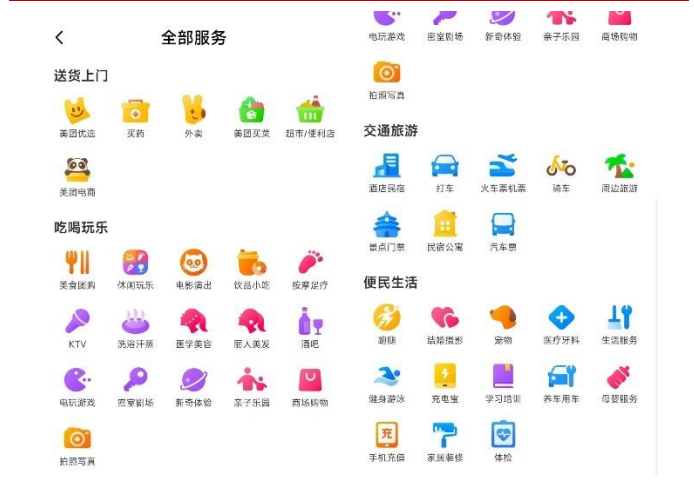 全部服务
送货上门
美团优选 买药 外卖 美团买菜 超市/便利店
美团电商
吃喝玩乐
美食团购 休闲玩乐 电影演出 饮品小吃 按摩足疗
KTV 洗浴汗蒸 医学美容 丽人美发 酒吧
电玩游戏 密室剧场 新奇体验 亲子乐园 商场购物
拍照写真
电玩游戏 密室剧场 新奇体验 亲子乐园 商场购物
拍照写真
交通旅游
酒店民宿 打车 火车票机票 骑车 周边旅游
景点门票 民宿公寓 汽车票
便民生活
跑腿 结婚摄影 宠物 医疗牙科 生活服务
健身游泳 充电宝 学习培训 养车用车 母婴服务
充
手机充值 家居装修 体检